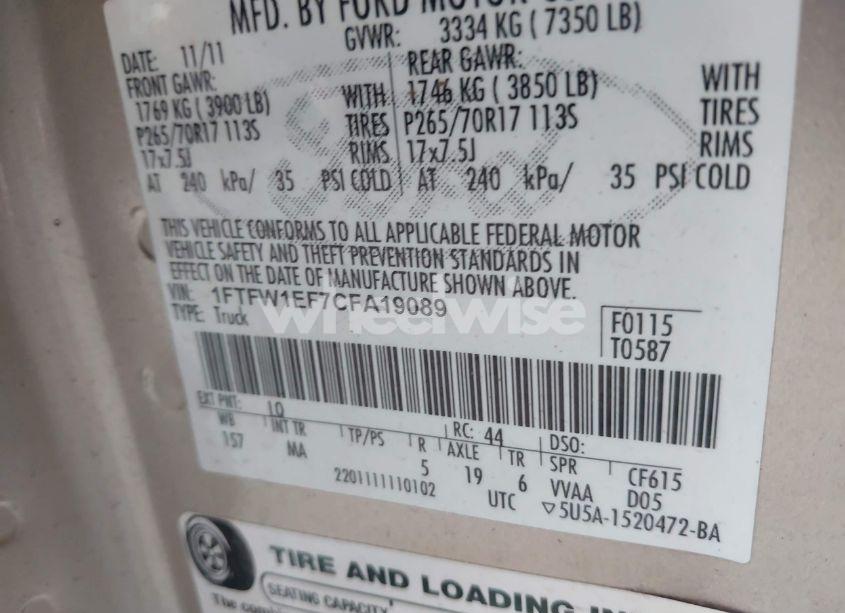 MFD. BY FORD MOTOR
DATE: 11/11 GVWR: 3334 KG ( 7350 LB)
FRONT GAWR: REAR GAWR:
1769 KG ( 3900 LB) WITH 1746 KG ( 3850 LB) WITH
P265/70R17 113S TIRES P265/70R17 113S TIRES
17x7.5J RIMS 17x7.5J RIMS
AT 240 kPa/ 35 PSI COLD AT 240 kPa/ 35 PSI COLD
THIS VEHICLE CONFORMS TO ALL APPLICABLE FEDERAL MOTOR
VEHICLE SAFETY AND THEFT PREVENTION STANDARDS IN
EFFECT ON THE DATE OF MANUFACTURE SHOWN ABOVE.
VIN: 1FTFW1EF7CFA19089
TYPE: Truck
F0115
T0587
wheelwise
EXT PNT: LQ RC: 44 DSO:
WB INT TR TP/PS R AXLE TR SPR CF615
157 MA 5 19 6 VVAA D05
2201111110102 UTC ▽5U5A-1520472-BA
TIRE AND LOADING
SEATING CAPACITY
The